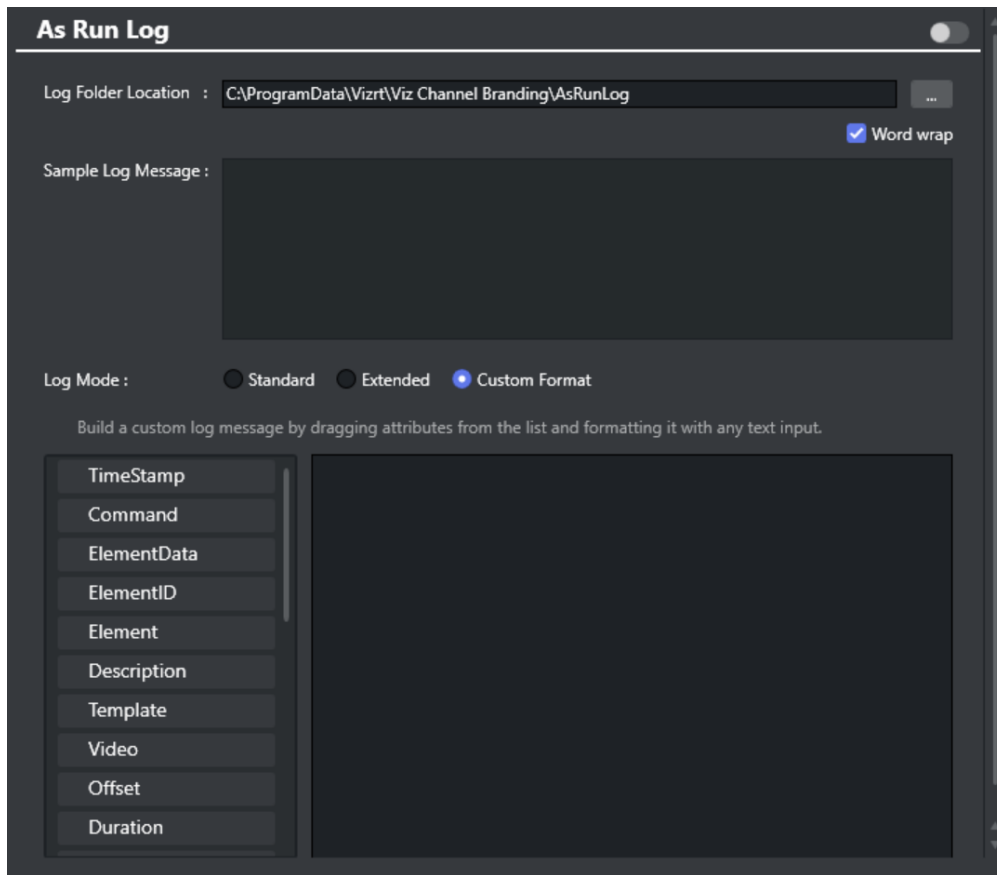 As Run Log
Log Folder Location : C:\ProgramData\Vizrt\Viz Channel Branding\AsRunLog ...
Word wrap
Sample Log Message :
Log Mode : Standard Extended Custom Format
Build a custom log message by dragging attributes from the list and formatting it with any text input.
TimeStamp
Command
ElementData
ElementID
Element
Description
Template
Video
Offset
Duration